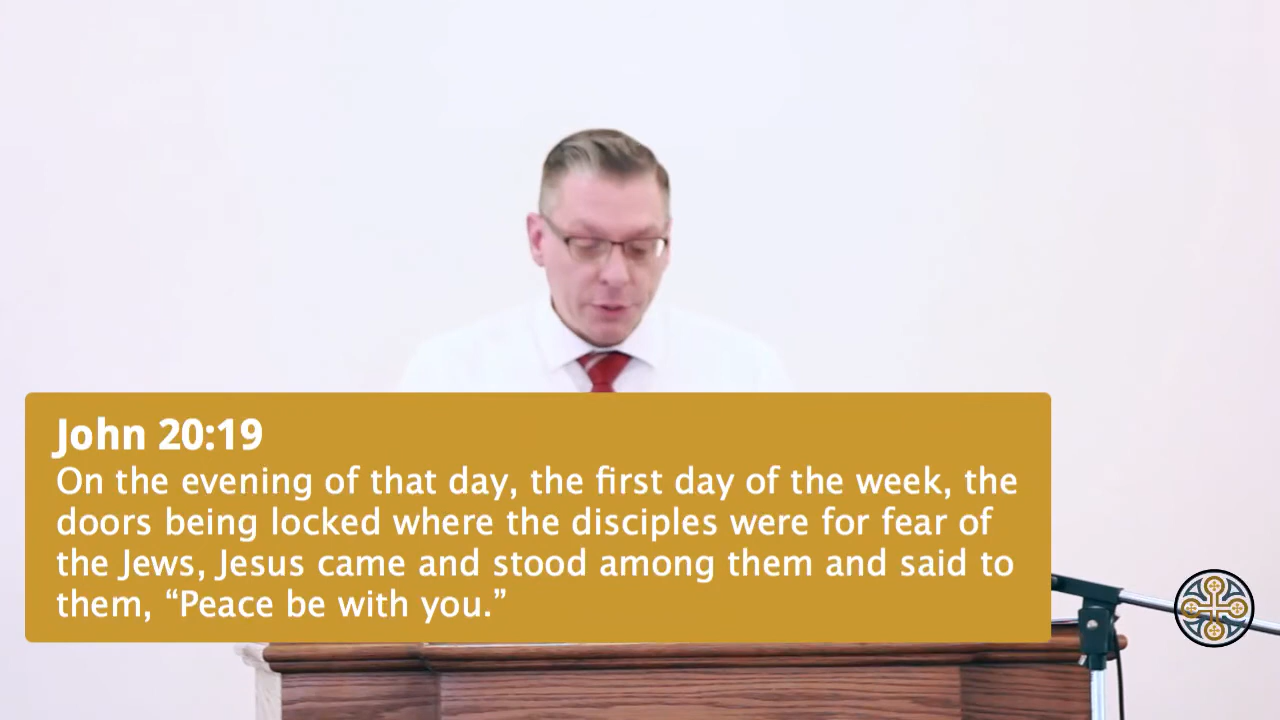 John 20:19
On the evening of that day, the first day of the week, the
doors being locked where the disciples were for fear of
the Jews, Jesus came and stood among them and said to
them, “Peace be with you.”